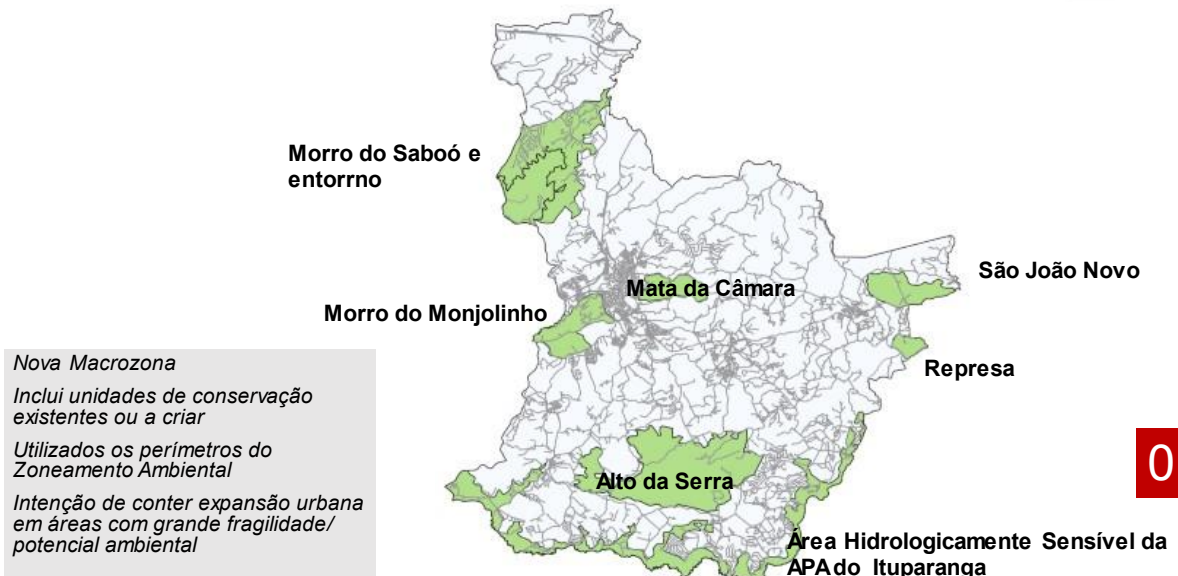 Morro do Saboó e
entorrno
São João Novo
Mata da Câmara
Morro do Monjolinho
Represa
Nova Macrozona
Inclui unidades de conservação
existentes ou a criar
Utilizados os perímetros do
Zoneamento Ambiental
Intenção de conter expansão urbana
em áreas com grande fragilidade/
potencial ambiental
Alto da Serra
0
Área Hidrologicamente Sensível da
APA do Ituparanga